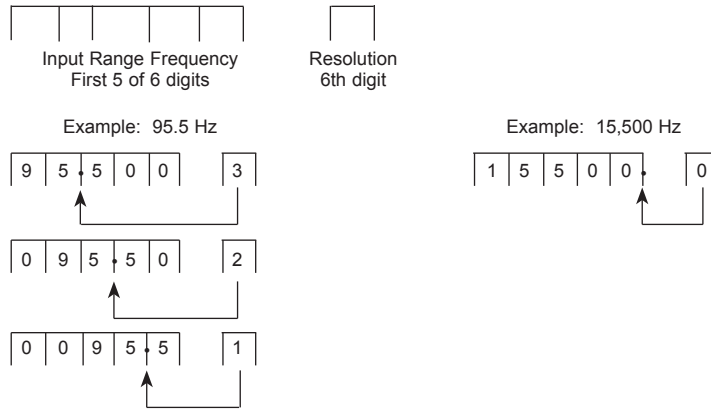 Input Range Frequency
First 5 of 6 digits
Resolution
6th digit
Example: 95.5 Hz
9 5.5 0 0 3
0 9 5.5 0 2
0 0 9 5.5 1
Example: 15,500 Hz
1 5 5 0 0. 0